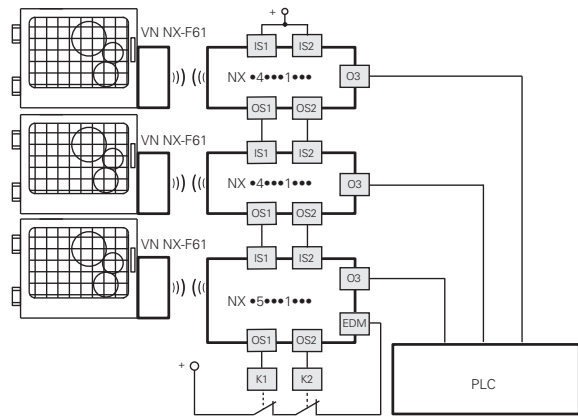 +
VN NX-F61
IS1 IS2
NX •4•••1•••
O3
OS1 OS2
VN NX-F61
IS1 IS2
NX •4•••1•••
O3
OS1 OS2
VN NX-F61
IS1 IS2
O3
NX •5•••1•••
EDM
OS1 OS2
+
K1 K2
PLC